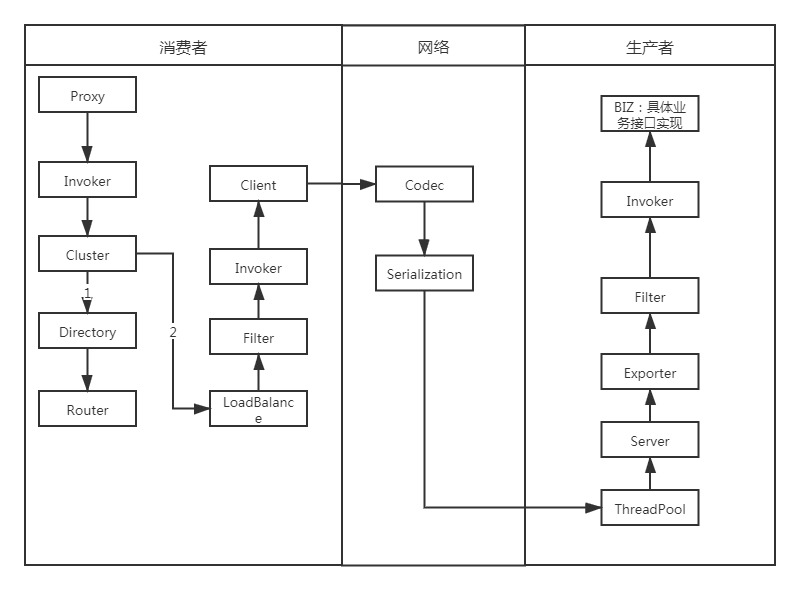 消费者
网络
生产者
Proxy
Invoker
Cluster
1
Directory
Router
2
Client
Invoker
Filter
LoadBalanc
e
Codec
Serialization
BIZ：具体业
务接口实现
Invoker
Filter
Exporter
Server
ThreadPool